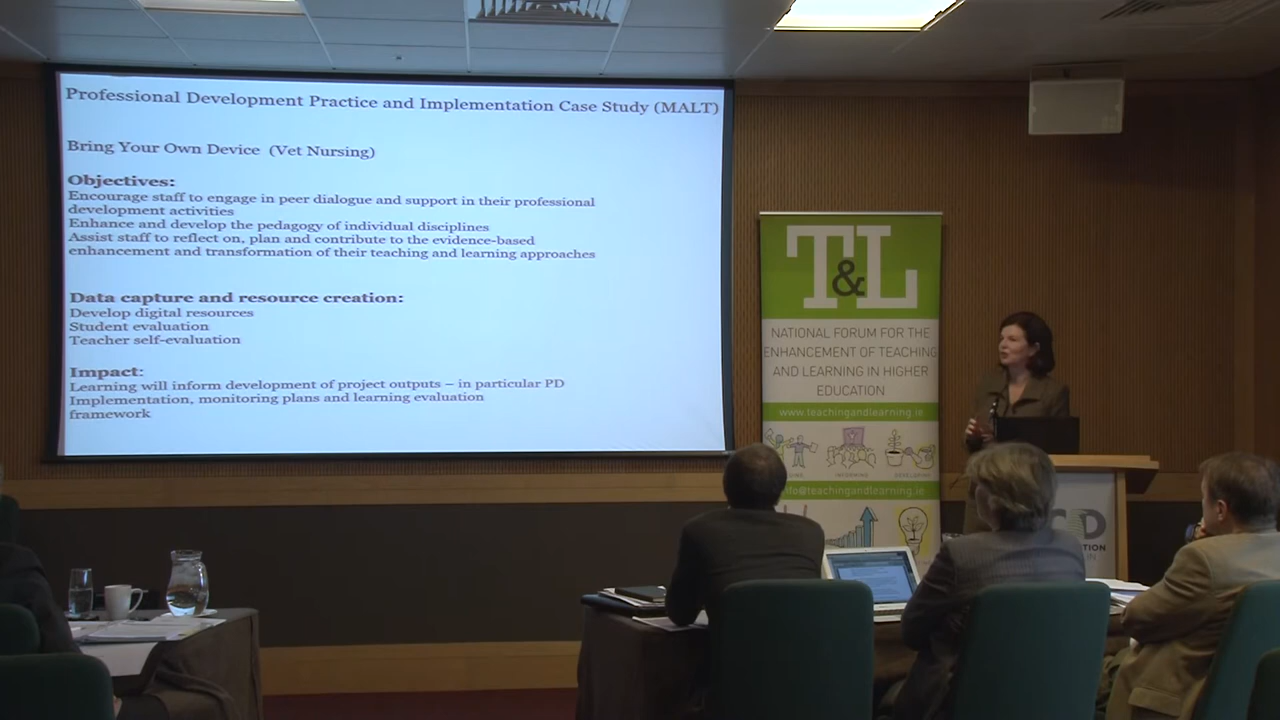 Professional Development Practice and Implementation Case Study (MALT)
Bring Your Own Device (Vet Nursing)
Objectives:
Encourage staff to engage in peer dialogue and support in their professional
development activities
Enhance and develop the pedagogy of individual disciplines
Assist staff to reflect on, plan and contribute to the evidence-based
enhancement and transformation of their teaching and learning approaches
Data capture and resource creation:
Develop digital resources
Student evaluation
Teacher self-evaluation
Impact:
Learning will inform development of project outputs – in particular PD
Implementation, monitoring plans and learning evaluation
framework
T&L
NATIONAL FORUM FOR THE
ENHANCEMENT OF TEACHING
AND LEARNING IN HIGHER
EDUCATION
www.teachingandlearning.ie
INFORMING DEVELOPING
info@teachingandlearning.ie